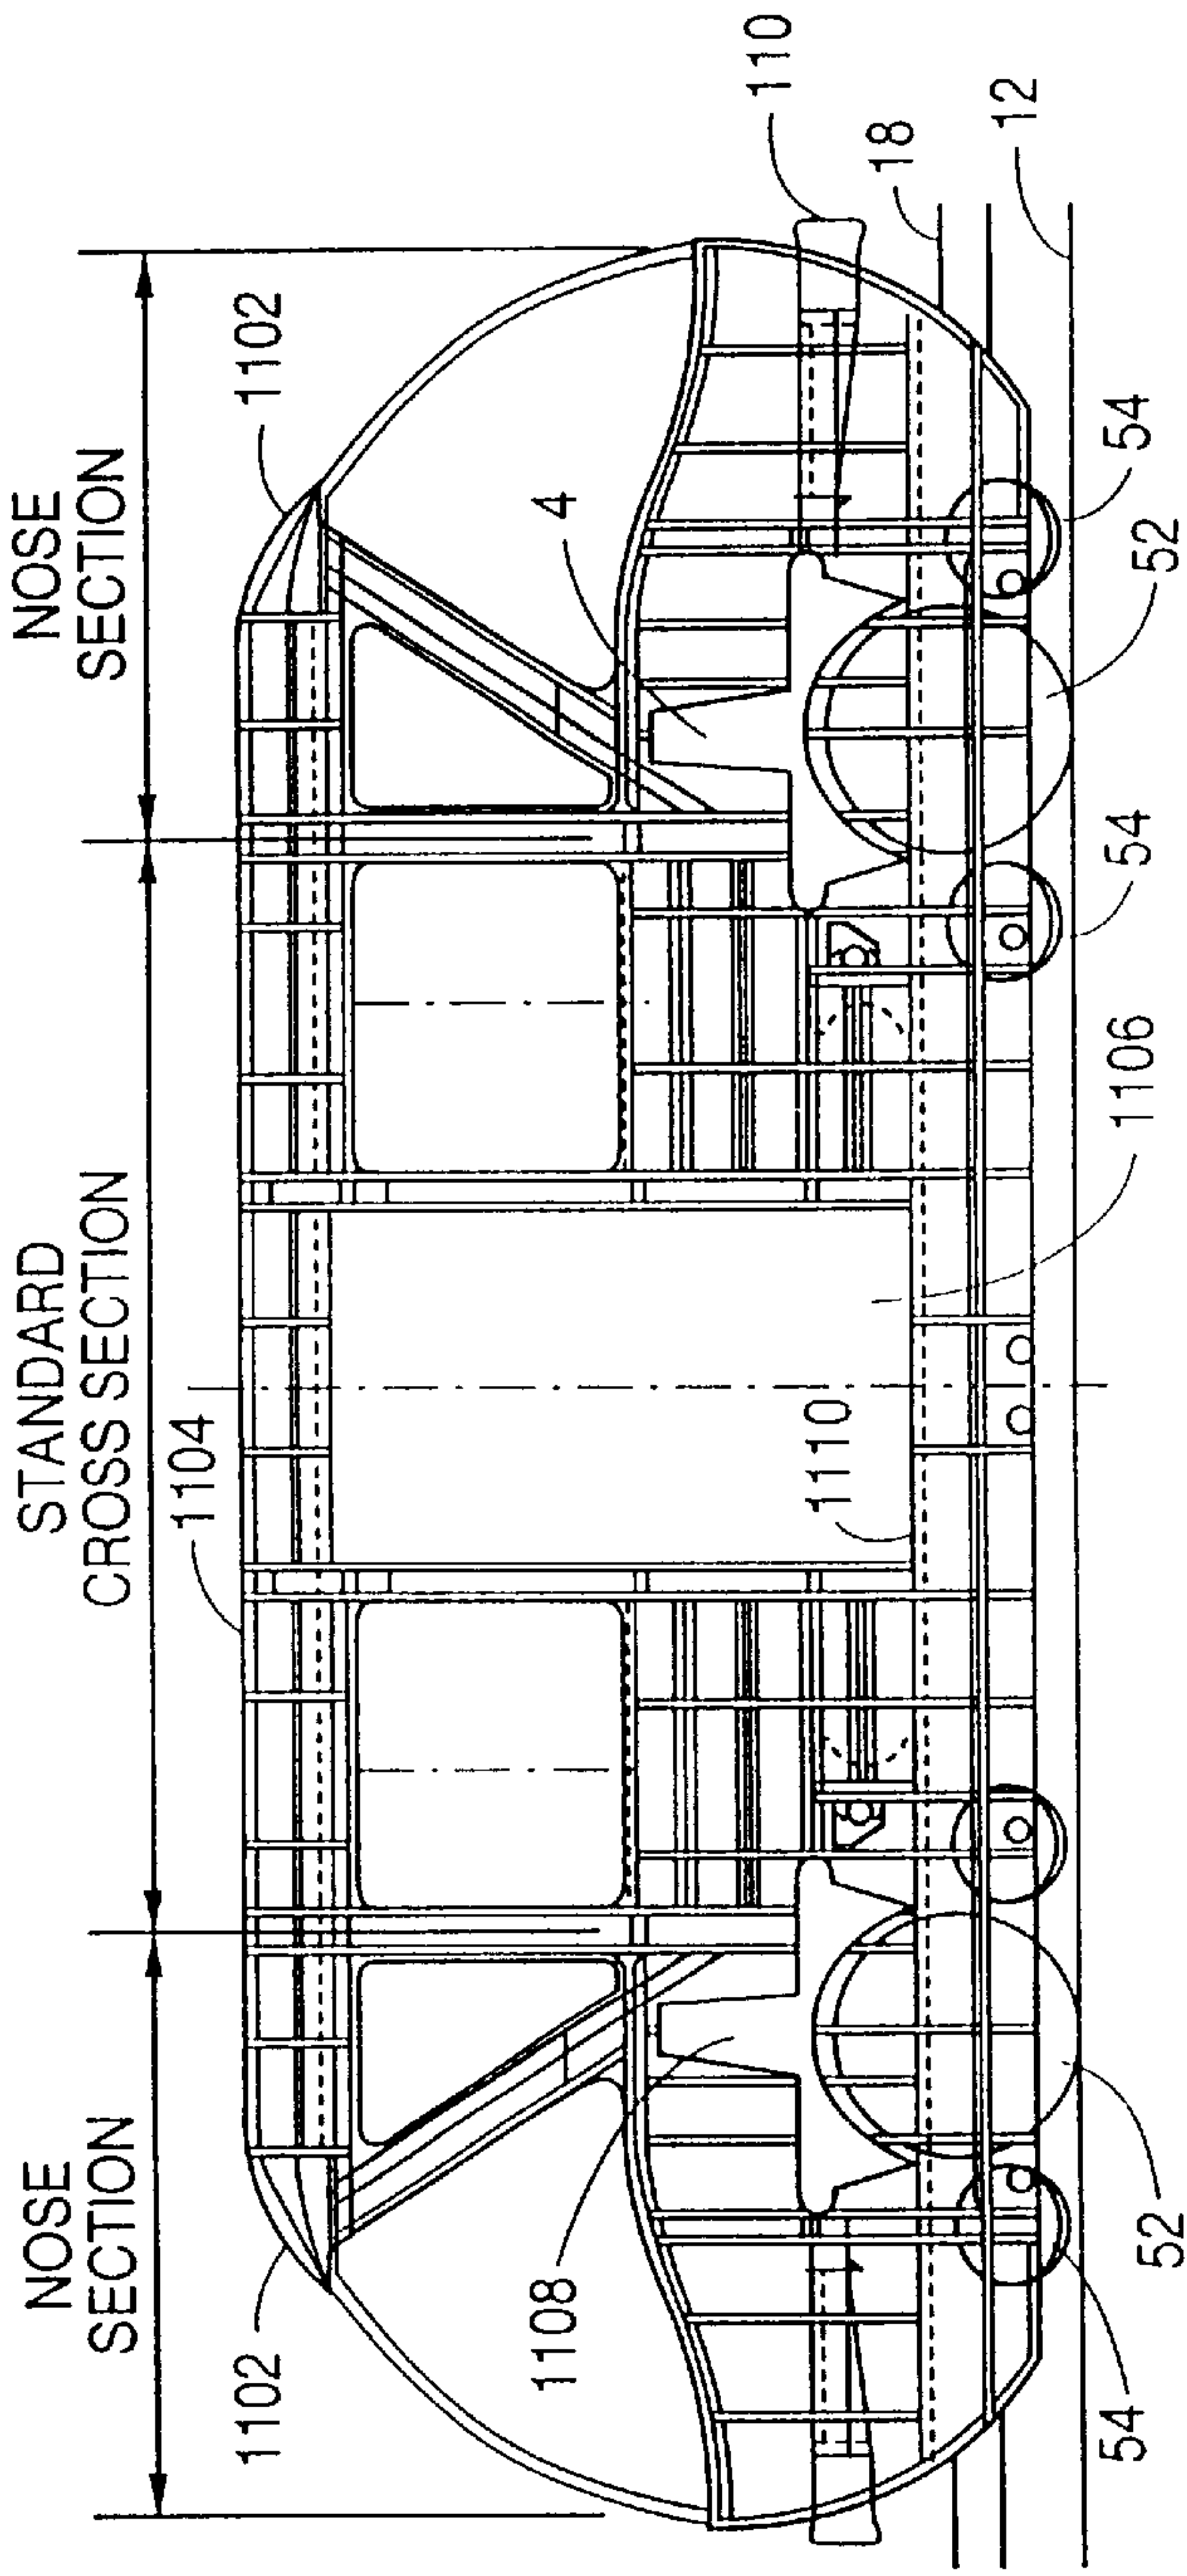 NOSE
SECTION
STANDARD
CROSS SECTION
NOSE
SECTION
1102
1104
1102
4
110
18
12
1108
1110
54
52
1106
54
52
54